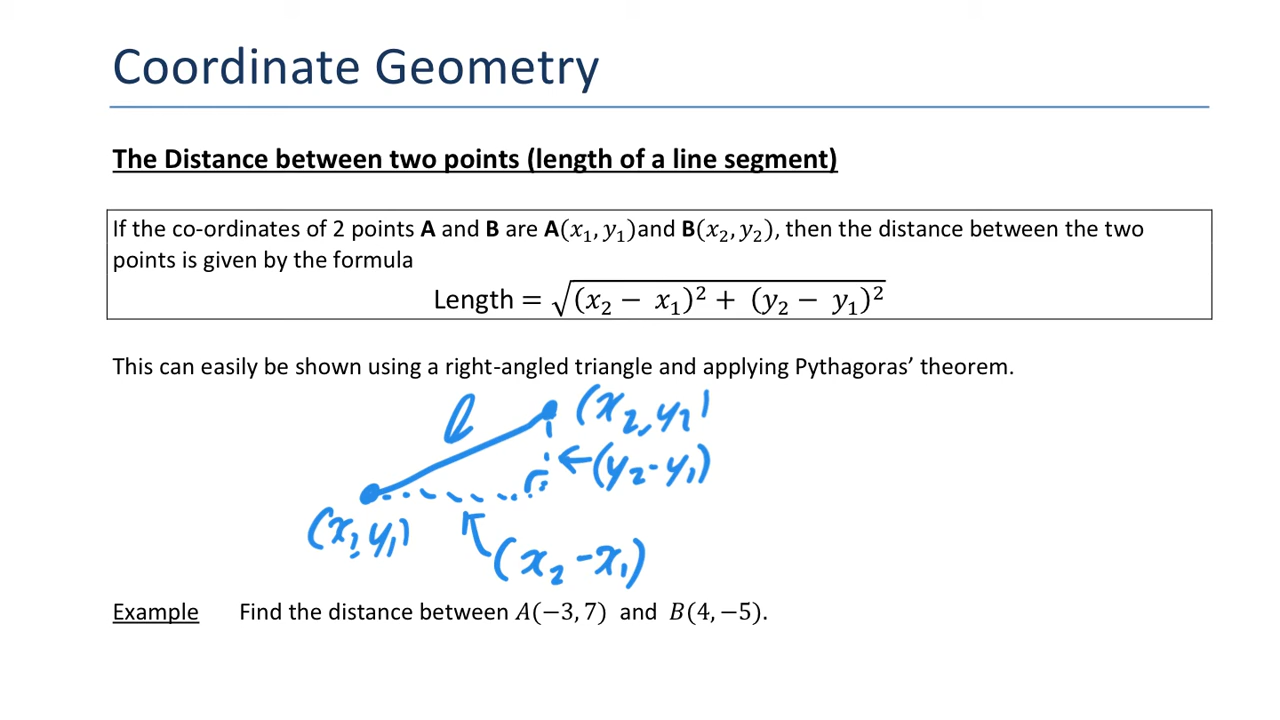 Coordinate Geometry
The Distance between two points (length of a line segment)
If the co-ordinates of 2 points A and B are A(x₁, y₁)and B(x₂, y₂), then the distance between the two
points is given by the formula
Length = √((x₂ − x₁)² + (y₂ − y₁)²)
This can easily be shown using a right-angled triangle and applying Pythagoras’ theorem.
l
(x₂, y₂)
←(y₂-y₁)
(x₁, y₁)
(x₂-x₁)
Example Find the distance between A(−3, 7) and B(4, −5).